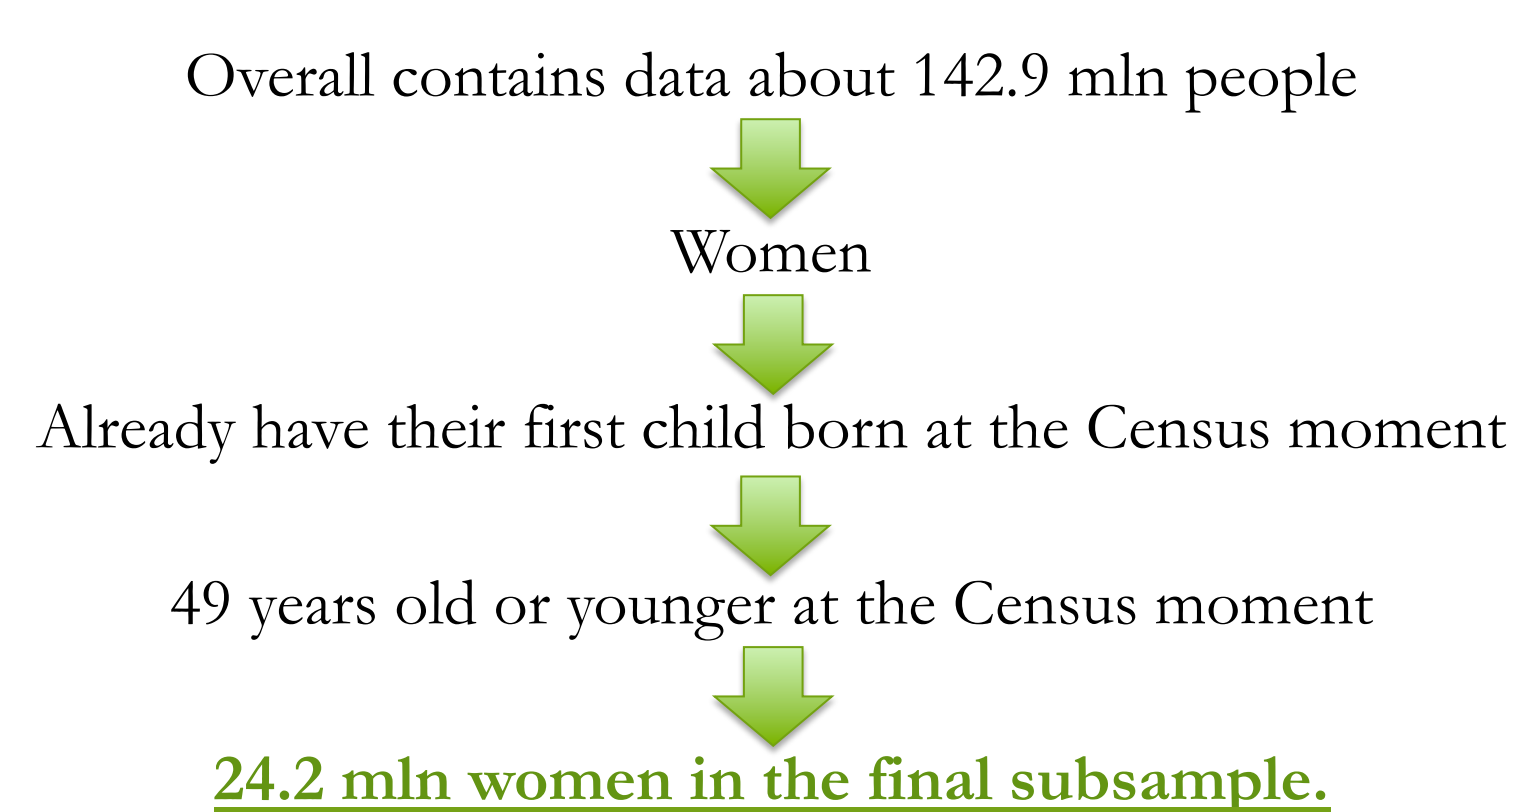 Overall contains data about 142.9 mln people
Women
Already have their first child born at the Census moment
49 years old or younger at the Census moment
24.2 mln women in the final subsample.